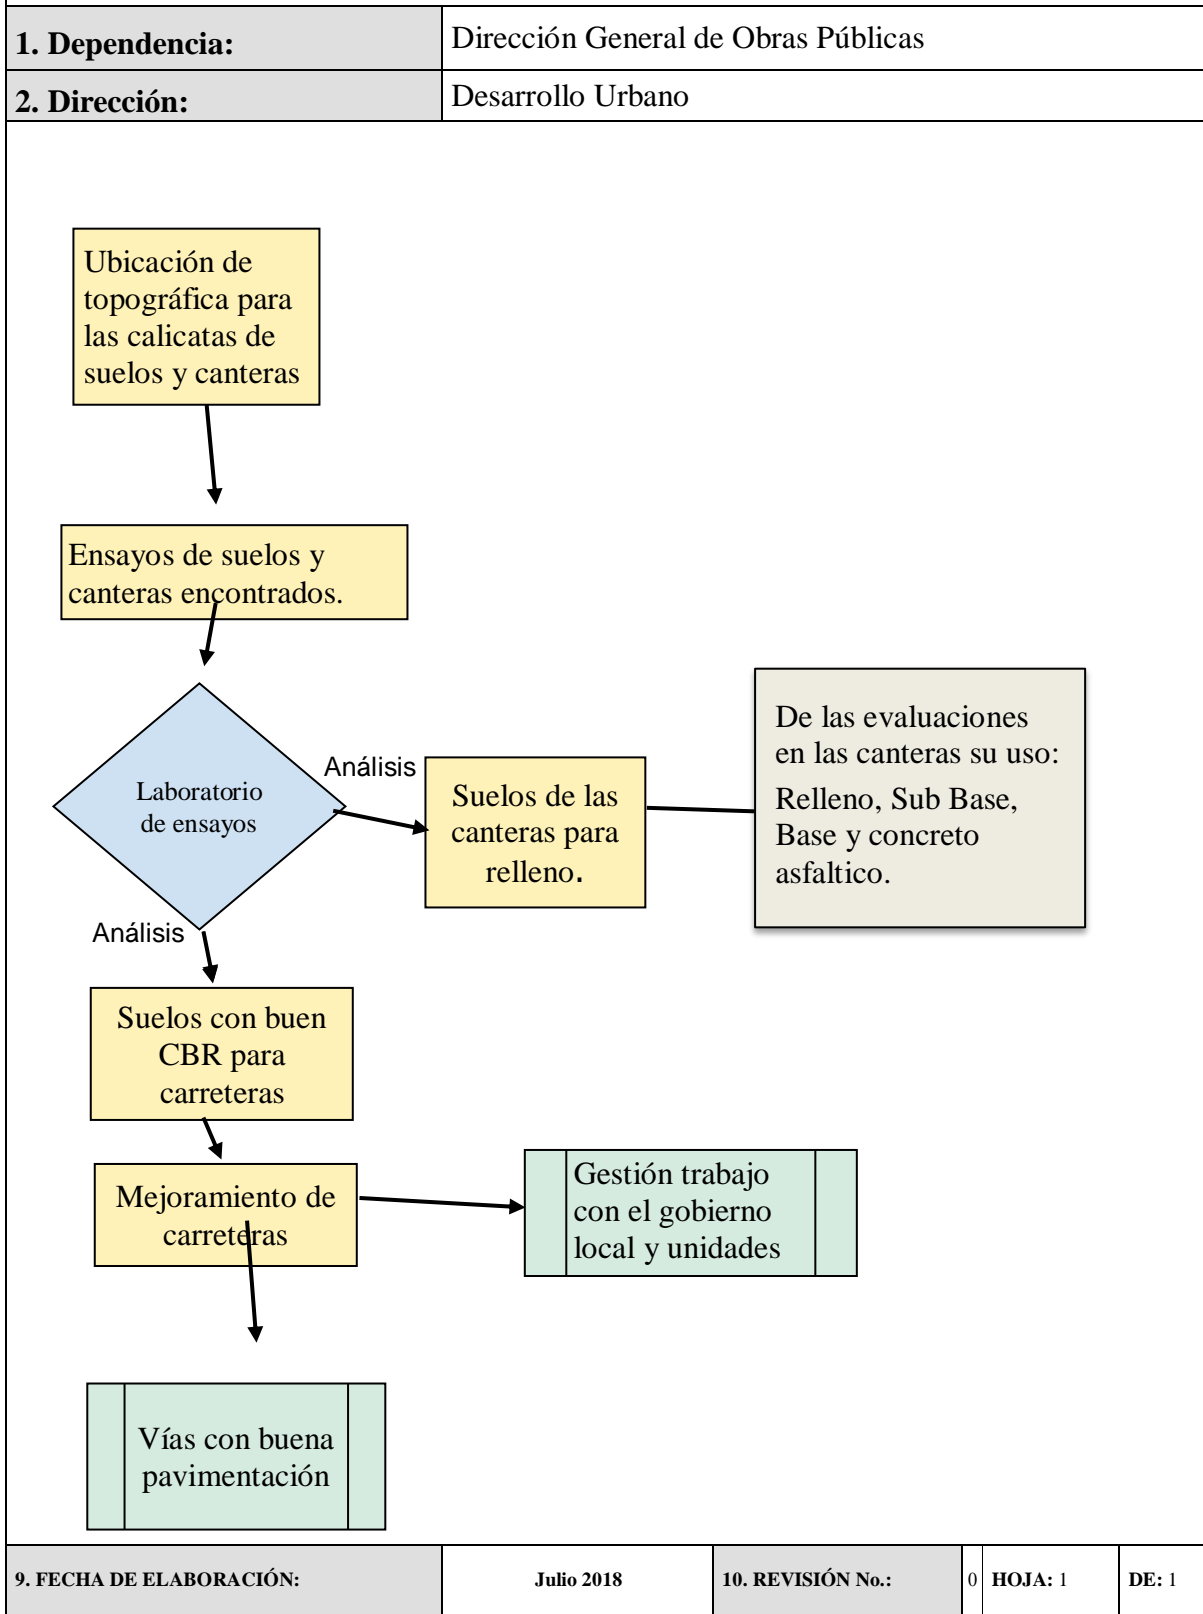 1. Dependencia: Dirección General de Obras Públicas
2. Dirección: Desarrollo Urbano
Ubicación de
topográfica para
las calicatas de
suelos y canteras
Ensayos de suelos y
canteras encontrados.
Laboratorio
de ensayos
Análisis
Suelos de las
canteras para
relleno.
De las evaluaciones
en las canteras su uso:
Relleno, Sub Base,
Base y concreto
asfaltico.
Análisis
Suelos con buen
CBR para
carreteras
Mejoramiento de
carreteras
Gestión trabajo
con el gobierno
local y unidades
Vías con buena
pavimentación
9. FECHA DE ELABORACIÓN: Julio 2018 10. REVISIÓN No.: 0 HOJA: 1 DE: 1